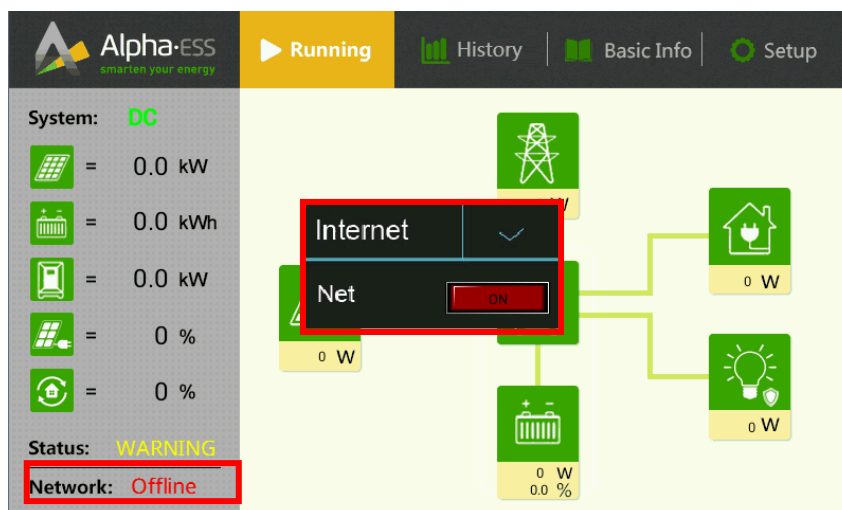 Alpha·ESS
smarten your energy
Running
History
Basic Info
Setup
System: DC
= 0.0 kW
= 0.0 kWh
= 0.0 kW
= 0 %
= 0 %
Status: WARNING
Network: Offline
Internet
Net ON
0 W
0 W
0 W
0 W
0.0 %